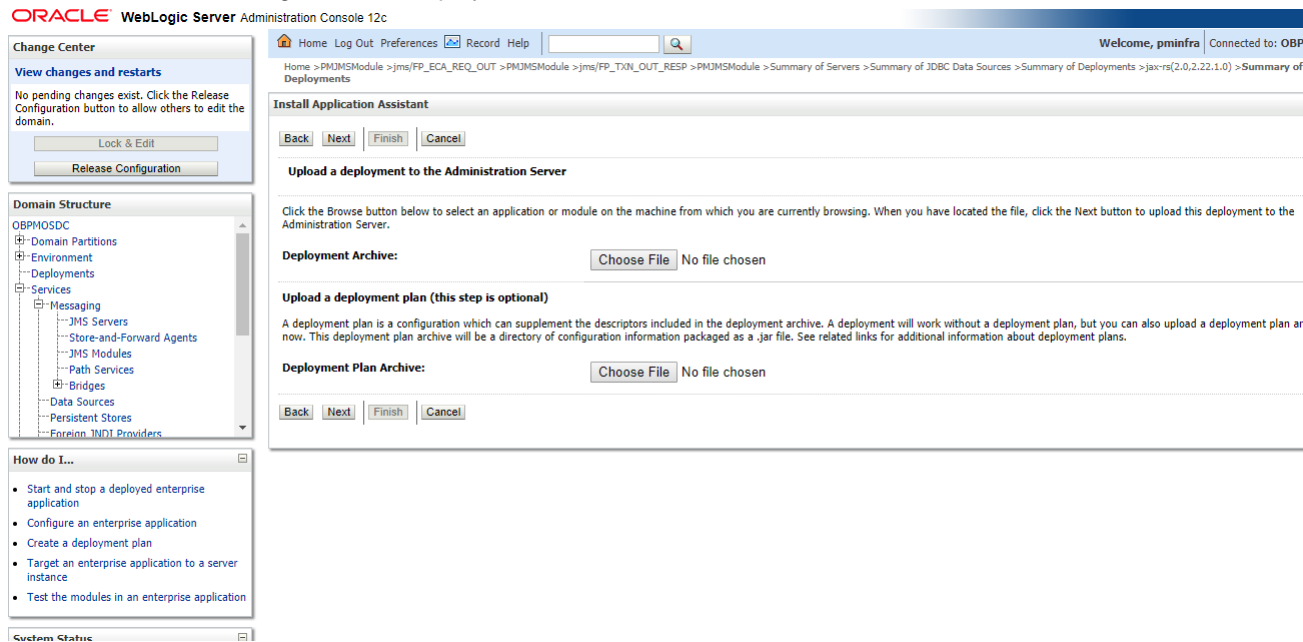 ORACLE WebLogic Server Administration Console 12c
Change Center
View changes and restarts
No pending changes exist. Click the Release
Configuration button to allow others to edit the
domain.
Lock & Edit
Release Configuration
Domain Structure
OBPMOSDC
Domain Partitions
Environment
Deployments
Services
Messaging
JMS Servers
Store-and-Forward Agents
JMS Modules
Path Services
Bridges
Data Sources
Persistent Stores
Foreign JNDI Providers
How do I...
Start and stop a deployed enterprise
application
Configure an enterprise application
Create a deployment plan
Target an enterprise application to a server
instance
Test the modules in an enterprise application
System Status
Home Log Out Preferences Record Help
Welcome, pminfra Connected to: OBP
Home >PMJMSModule >jms/FP_ECA_REQ_OUT >PMJMSModule >jms/FP_TXN_OUT_RESP >PMJMSModule >Summary of Servers >Summary of JDBC Data Sources >Summary of Deployments >jax-rs(2.0,2.22.1.0) >Summary of
Deployments
Install Application Assistant
Back Next Finish Cancel
Upload a deployment to the Administration Server
Click the Browse button below to select an application or module on the machine from which you are currently browsing. When you have located the file, click the Next button to upload this deployment to the
Administration Server.
Deployment Archive: Choose File No file chosen
Upload a deployment plan (this step is optional)
A deployment plan is a configuration which can supplement the descriptors included in the deployment archive. A deployment will work without a deployment plan, but you can also upload a deployment plan ar
now. This deployment plan archive will be a directory of configuration information packaged as a .jar file. See related links for additional information about deployment plans.
Deployment Plan Archive: Choose File No file chosen
Back Next Finish Cancel